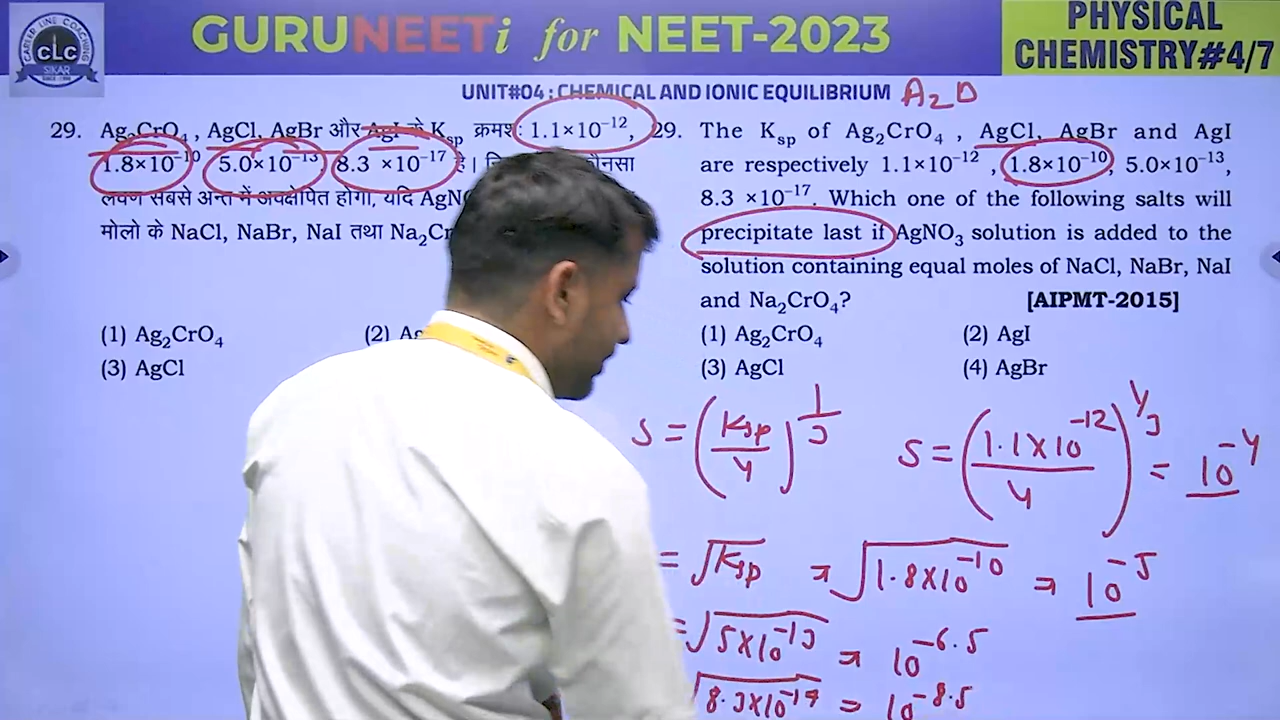 GURUNEETi for NEET-2023
PHYSICAL
CHEMISTRY#4/7
CAREER LINE COACHING
CLC
SIKAR
UNIT#04 : CHEMICAL AND IONIC EQUILIBRIUM A₂D
29. Ag₂CrO₄ , AgCl, AgBr और AgI के Kₛₚ क्रमशः 1.1×10⁻¹²,
1.8×10⁻¹⁰ 5.0×10⁻¹³, 8.3 ×10⁻¹⁷ है।
लवण सबसे अन्त में अवक्षेपित होगा, यदि
मोलो के NaCl, NaBr, NaI तथा
(1) Ag₂CrO₄ (2)
(3) AgCl
29. The Kₛₚ of Ag₂CrO₄ , AgCl, AgBr and AgI
are respectively 1.1×10⁻¹² , 1.8×10⁻¹⁰, 5.0×10⁻¹³,
8.3 ×10⁻¹⁷. Which one of the following salts will
precipitate last if AgNO₃ solution is added to the
solution containing equal moles of NaCl, NaBr, NaI
and Na₂CrO₄? [AIPMT-2015]
(1) Ag₂CrO₄ (2) AgI
(3) AgCl (4) AgBr
S = (Ksp/4)^1/3 S = (1.1×10⁻¹²/4)^1/3 = 10⁻⁴
= √Ksp = √1.8×10⁻¹⁰ = 10⁻⁵
= √5×10⁻¹³ = 10⁻⁶·⁵
√8.3×10⁻¹⁷ = 10⁻⁸·⁵